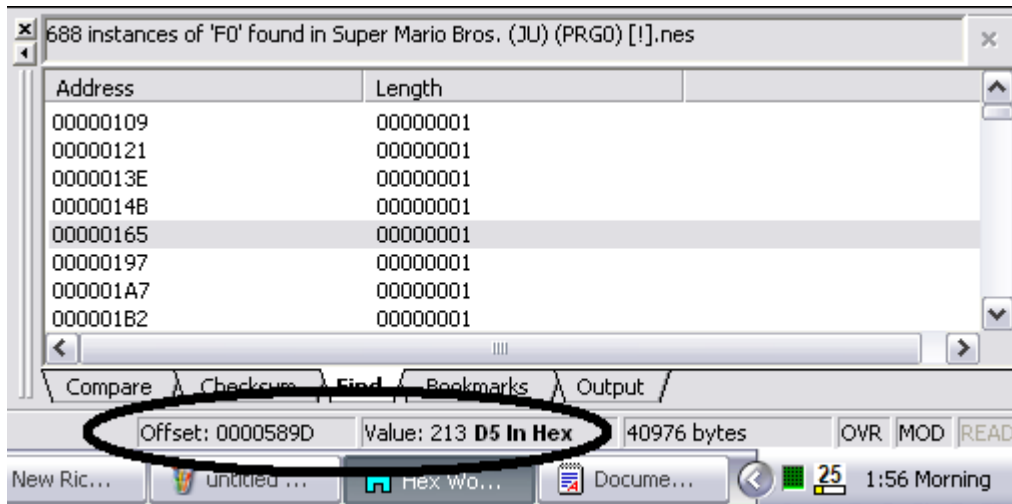 688 instances of 'F0' found in Super Mario Bros. (JU) (PRG0) [!].nes
Address Length
00000109 00000001
00000121 00000001
0000013E 00000001
0000014B 00000001
00000165 00000001
00000197 00000001
000001A7 00000001
000001B2 00000001
Compare Checksum Find Bookmarks Output
Offset: 0000589D Value: 213 D5 In Hex 40976 bytes OVR MOD READ
New Ric... untitled ... Hex Wo... Docume... 25 1:56 Morning